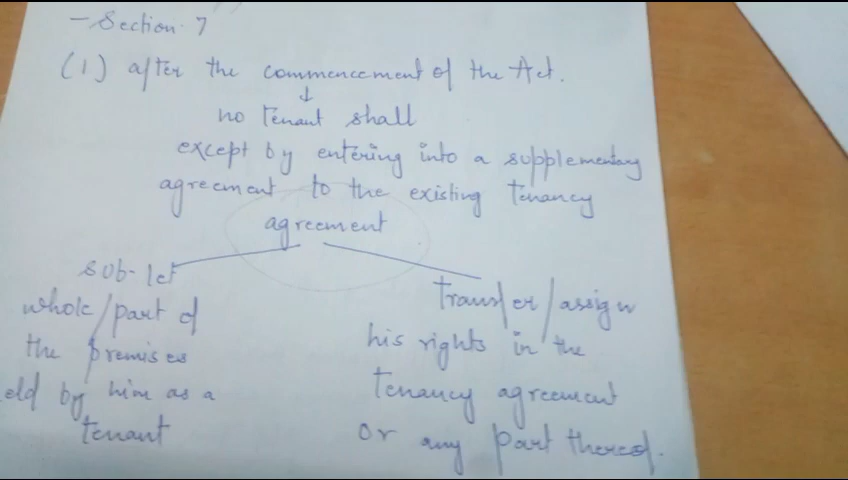 - Section 7
(1) after the commencement of the Act.
↓
no tenant shall
except by entering into a supplementary
agreement to the existing tenancy
agreement
sub-let
whole/part of
the premises
eld by him as a
tenant
transfer/assign
his rights in the
tenancy agreement
or any part thereof.